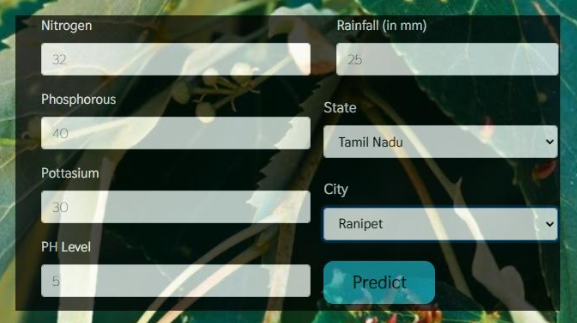 Nitrogen
32
Phosphorous
40
Pottasium
30
PH Level
5
Rainfall (in mm)
25
State
Tamil Nadu
City
Ranipet
Predict